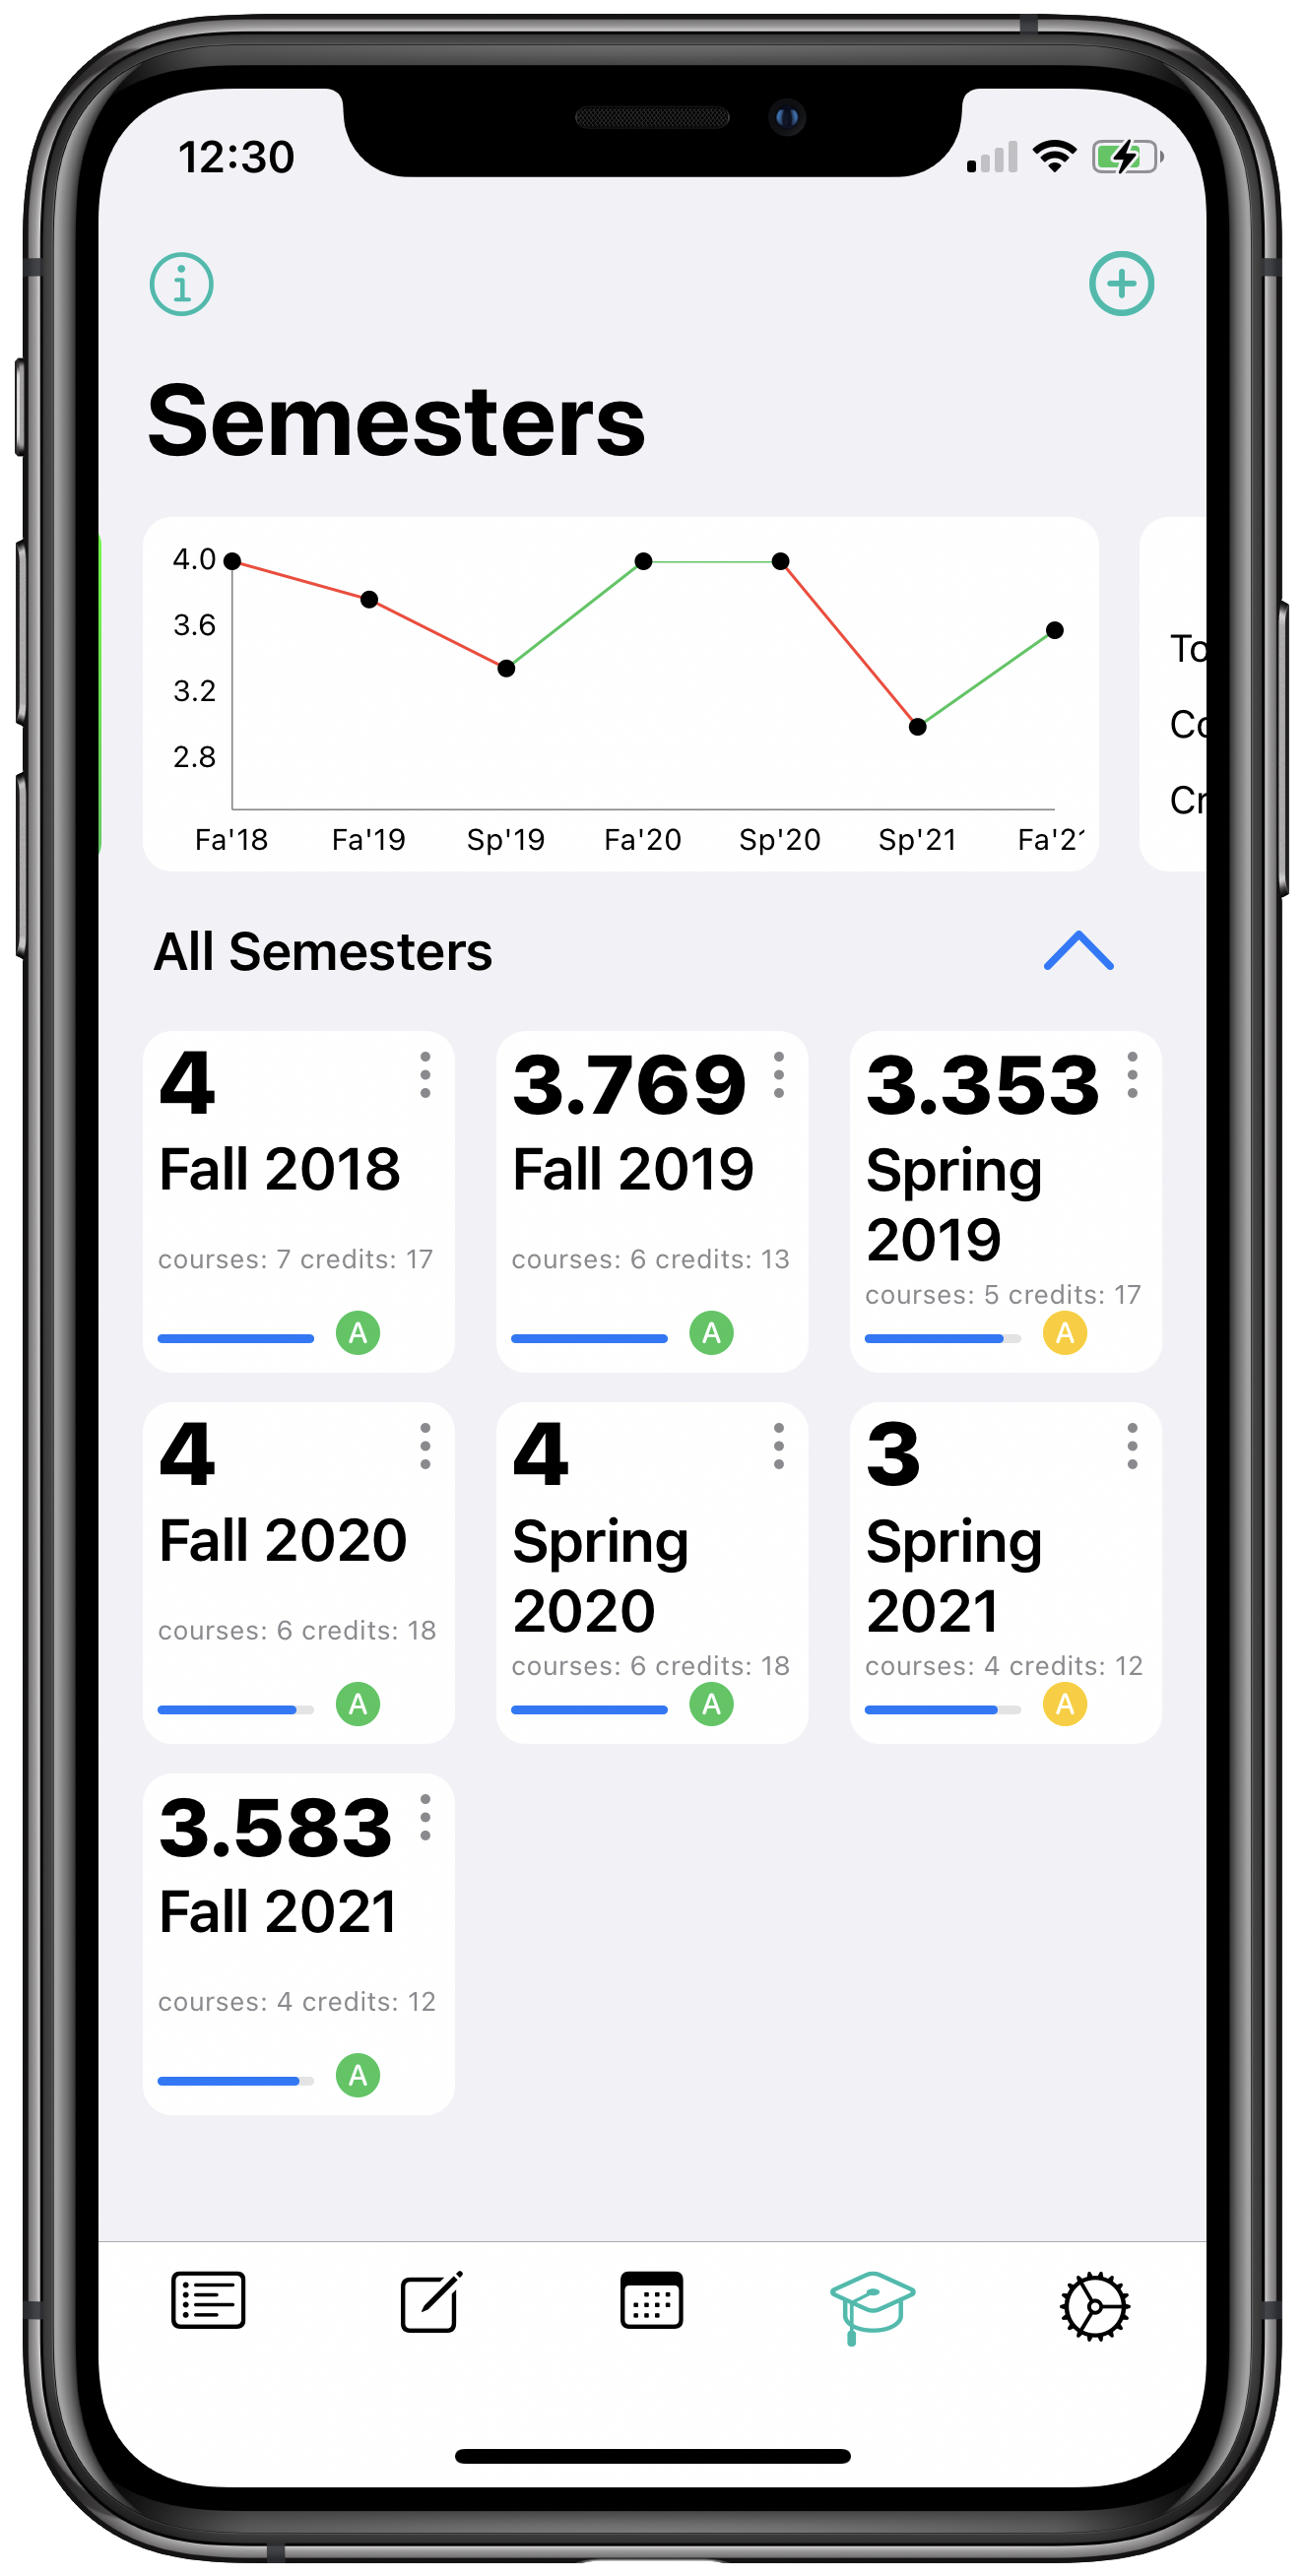 12:30
Semesters
4.0
3.6
3.2
2.8
Fa'18 Fa'19 Sp'19 Fa'20 Sp'20 Sp'21 Fa'2
To
Co
Cr
All Semesters
4
Fall 2018
courses: 7 credits: 17
A
3.769
Fall 2019
courses: 6 credits: 13
A
3.353
Spring
2019
courses: 5 credits: 17
A
4
Fall 2020
courses: 6 credits: 18
A
4
Spring
2020
courses: 6 credits: 18
A
3
Spring
2021
courses: 4 credits: 12
A
3.583
Fall 2021
courses: 4 credits: 12
A